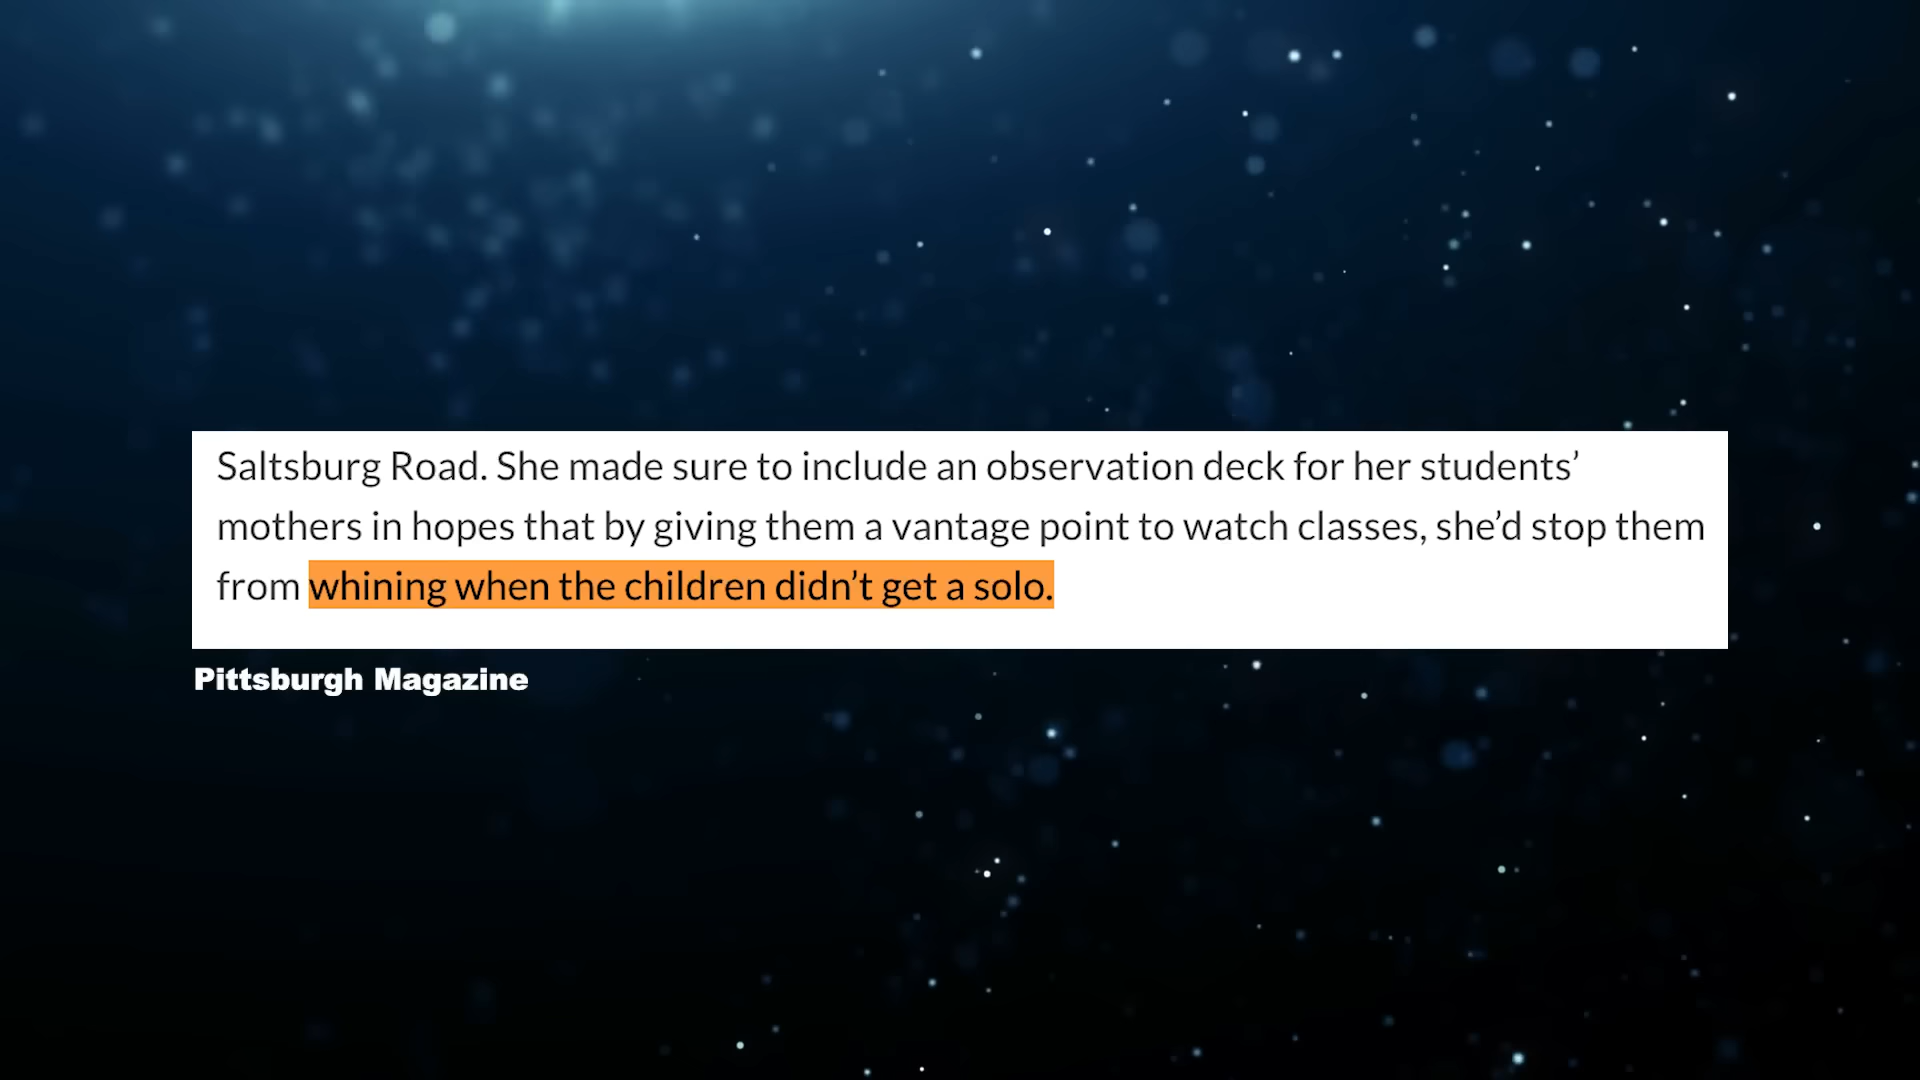 Saltsburg Road. She made sure to include an observation deck for her students’
mothers in hopes that by giving them a vantage point to watch classes, she’d stop them
from whining when the children didn’t get a solo.
Pittsburgh Magazine